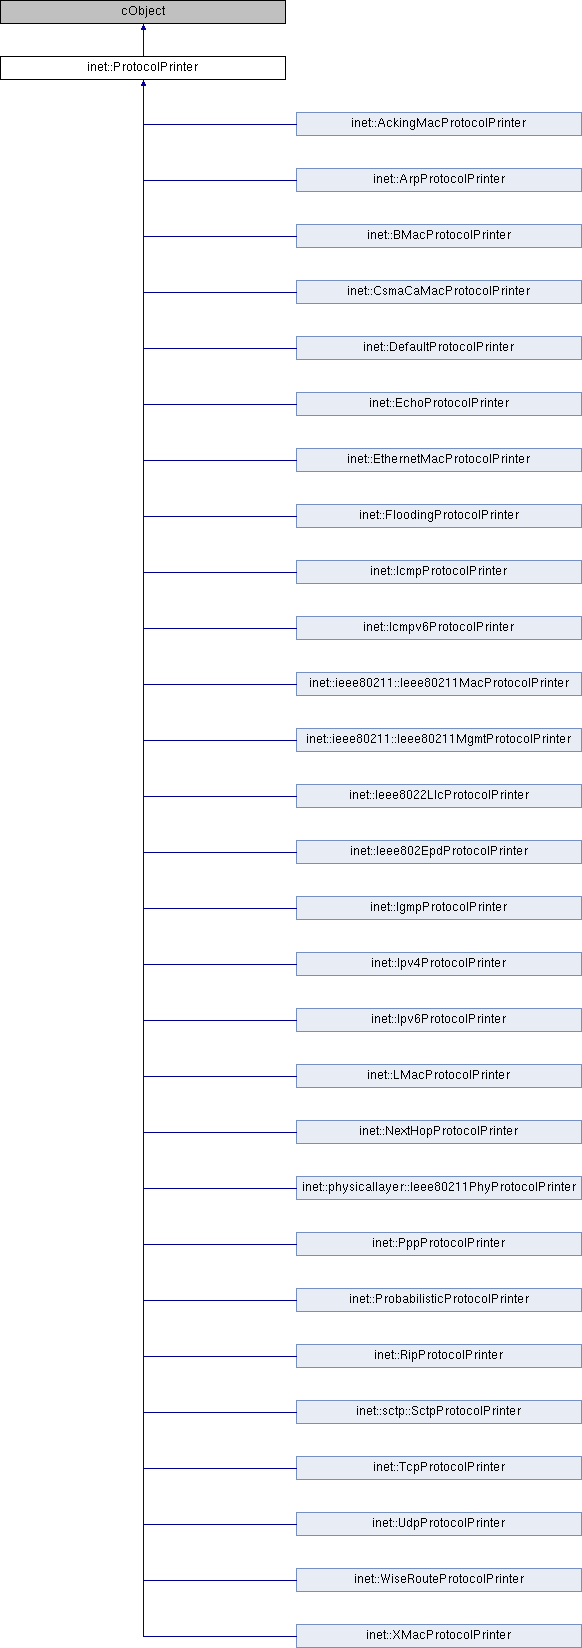 cObject
inet::ProtocolPrinter
inet::AckingMacProtocolPrinter
inet::ArpProtocolPrinter
inet::BMacProtocolPrinter
inet::CsmaCaMacProtocolPrinter
inet::DefaultProtocolPrinter
inet::EchoProtocolPrinter
inet::EthernetMacProtocolPrinter
inet::FloodingProtocolPrinter
inet::IcmpProtocolPrinter
inet::Icmpv6ProtocolPrinter
inet::ieee80211::Ieee80211MacProtocolPrinter
inet::ieee80211::Ieee80211MgmtProtocolPrinter
inet::Ieee8022LlcProtocolPrinter
inet::Ieee802EpdProtocolPrinter
inet::IgmpProtocolPrinter
inet::Ipv4ProtocolPrinter
inet::Ipv6ProtocolPrinter
inet::LMacProtocolPrinter
inet::NextHopProtocolPrinter
inet::physicallayer::Ieee80211PhyProtocolPrinter
inet::PppProtocolPrinter
inet::ProbabilisticProtocolPrinter
inet::RipProtocolPrinter
inet::sctp::SctpProtocolPrinter
inet::TcpProtocolPrinter
inet::UdpProtocolPrinter
inet::WiseRouteProtocolPrinter
inet::XMacProtocolPrinter